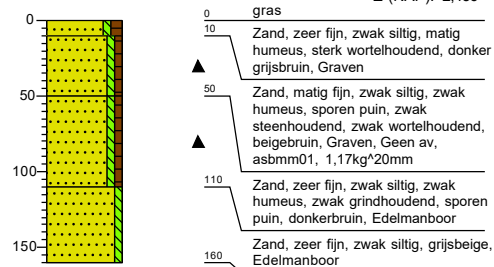 0
50
100
150
0
gras
10
Zand, zeer fijn, zwak siltig, matig
humeus, sterk wortelhoudend, donker
grijsbruin, Graven
50
Zand, matig fijn, zwak siltig, zwak
humeus, sporen puin, zwak
steenhoudend, zwak wortelhoudend,
beigebruin, Graven, Geen av,
asbmm01, 1,17kg^20mm
110
Zand, zeer fijn, zwak siltig, zwak
humeus, zwak grindhoudend, sporen
puin, donkerbruin, Edelmanboor
160
Zand, zeer fijn, zwak siltig, grijsbeige,
Edelmanboor